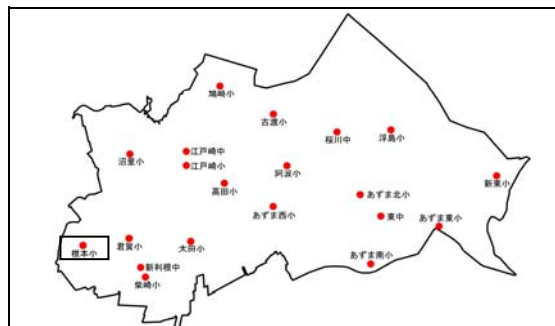 鳩崎小
古渡小
桜川中
浮島小
江戸崎中
沼里小
江戸崎小
阿波小
新東小
高田小
あずま北小
あずま西小
東中
あずま東小
君賀小
太田小
根本小
あずま南小
新利根中
柴崎小